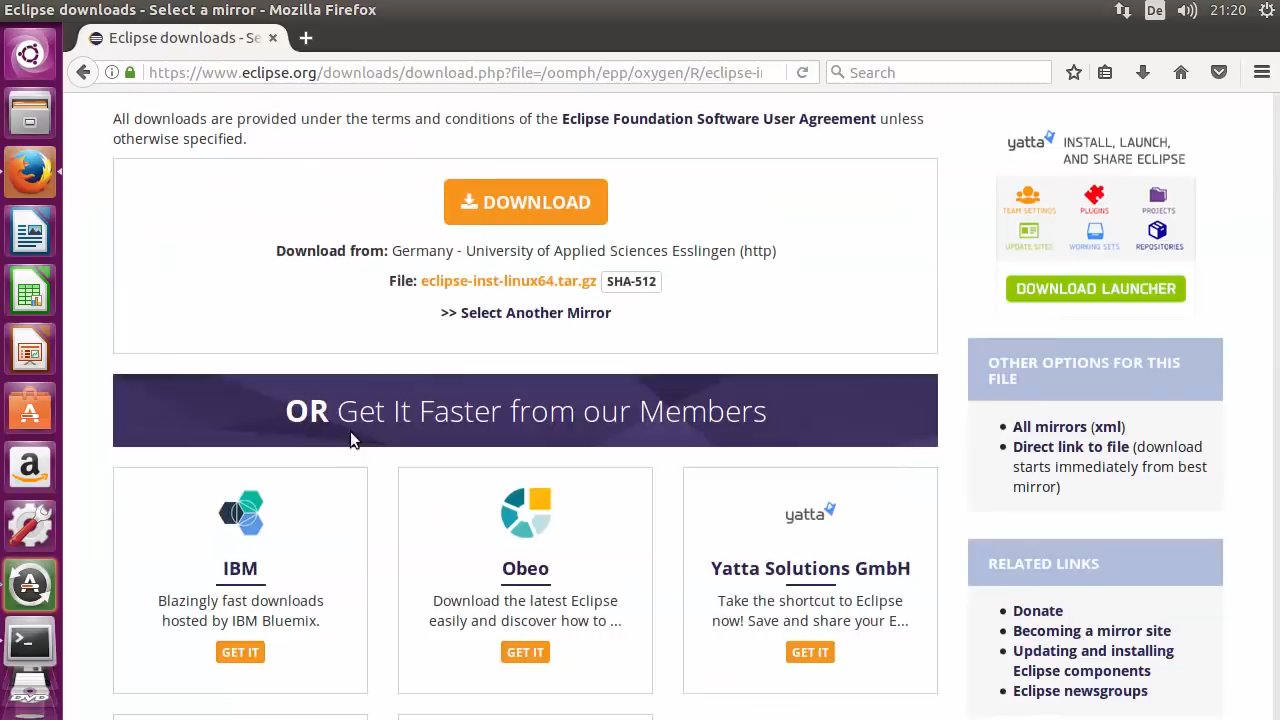 Eclipse downloads - Select a mirror - Mozilla Firefox
De
21:20
Eclipse downloads - Se
https://www.eclipse.org/downloads/download.php?file=/oomph/epp/oxygen/R/eclipse-i
Search
All downloads are provided under the terms and conditions of the Eclipse Foundation Software User Agreement unless
otherwise specified.
DOWNLOAD
Download from: Germany - University of Applied Sciences Esslingen (http)
File: eclipse-inst-linux64.tar.gz SHA-512
>> Select Another Mirror
OR Get It Faster from our Members
IBM
Blazingly fast downloads
hosted by IBM Bluemix.
GET IT
Obeo
Download the latest Eclipse
easily and discover how to ...
GET IT
yatta
Yatta Solutions GmbH
Take the shortcut to Eclipse
now! Save and share your E...
GET IT
yatta
INSTALL, LAUNCH,
AND SHARE ECLIPSE
TEAM SETTINGS
PLUGINS
PROJECTS
UPDATE SITES
WORKING SETS
REPOSITORIES
DOWNLOAD LAUNCHER
OTHER OPTIONS FOR THIS
FILE
All mirrors (xml)
Direct link to file (download
starts immediately from best
mirror)
RELATED LINKS
Donate
Becoming a mirror site
Updating and installing
Eclipse components
Eclipse newsgroups